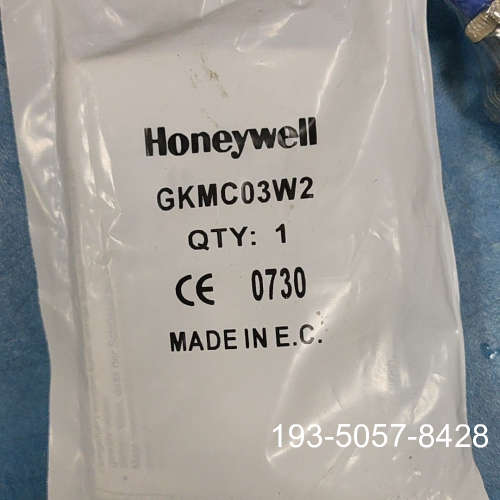 Honeywell
GKMC03W2
QTY: 1
CE 0730
MADE IN E.C.
193-5057-8428